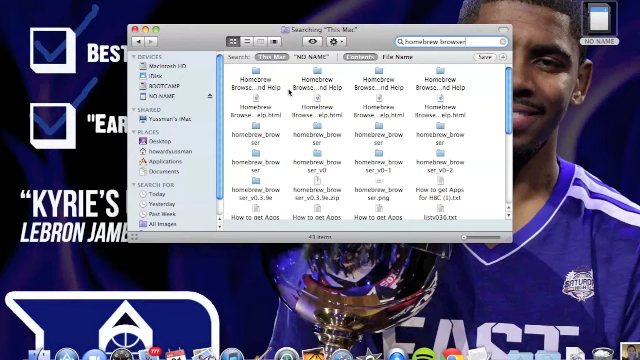 Searching "This Mac"
homebrew browser
Search: This Mac "NO NAME" Contents File Name Save +
DEVICES
Macintosh HD
iDisk
BOOTCAMP
NO NAME
SHARED
Yussman's iMac
PLACES
Desktop
howardyussman
Applications
Documents
SEARCH FOR
Today
Yesterday
Past Week
All Images
Homebrew Homebrew Homebrew Homebrew
Browse...nd Help Browse...nd Help Browse...nd Help Browse...nd Help
Homebrew Homebrew Homebrew Homebrew
Browse...elp.html Browse...elp.html Browse...elp.html Browse...elp.html
homebrew_brow homebrew_brow homebrew_brow homebrew_brow
ser ser ser ser
homebrew_brow homebrew_brow homebrew_brow homebrew_brow
ser ser_v0 ser_v0-1 ser_v0-2
homebrew_brow homebrew_brow homebrew_brow How to get Apps
ser_v0.3.9e ser_v0.3.9e.zip ser.png for HBC (1).txt
How to get Apps How to get Apps How to get Apps listv036.txt
43 items
NO NAME
BEST
"EAR
"KYRIE'S
LEBRON JAME
EAST
SATURDAY
NIGHT